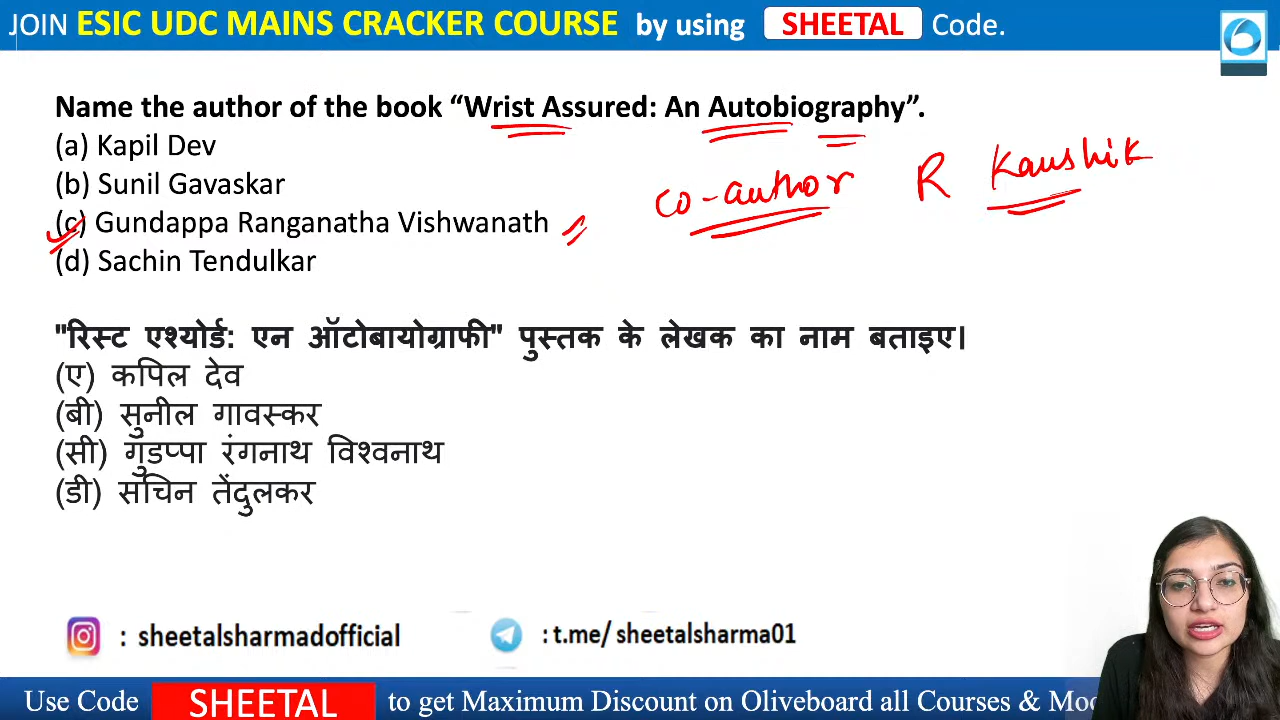 JOIN ESIC UDC MAINS CRACKER COURSE by using SHEETAL Code.
Name the author of the book “Wrist Assured: An Autobiography”.
(a) Kapil Dev
(b) Sunil Gavaskar
(c) Gundappa Ranganatha Vishwanath
(d) Sachin Tendulkar
co-author R Kaushik
"रिस्ट एश्योर्ड: एन ऑटोबायोग्राफी" पुस्तक के लेखक का नाम बताइए।
(ए) कपिल देव
(बी) सुनील गावस्कर
(सी) गुडप्पा रंगनाथ विश्वनाथ
(डी) सचिन तेंदुलकर
: sheetalsharmadofficial
: t.me/ sheetalsharma01
Use Code SHEETAL to get Maximum Discount on Oliveboard all Courses & Moc